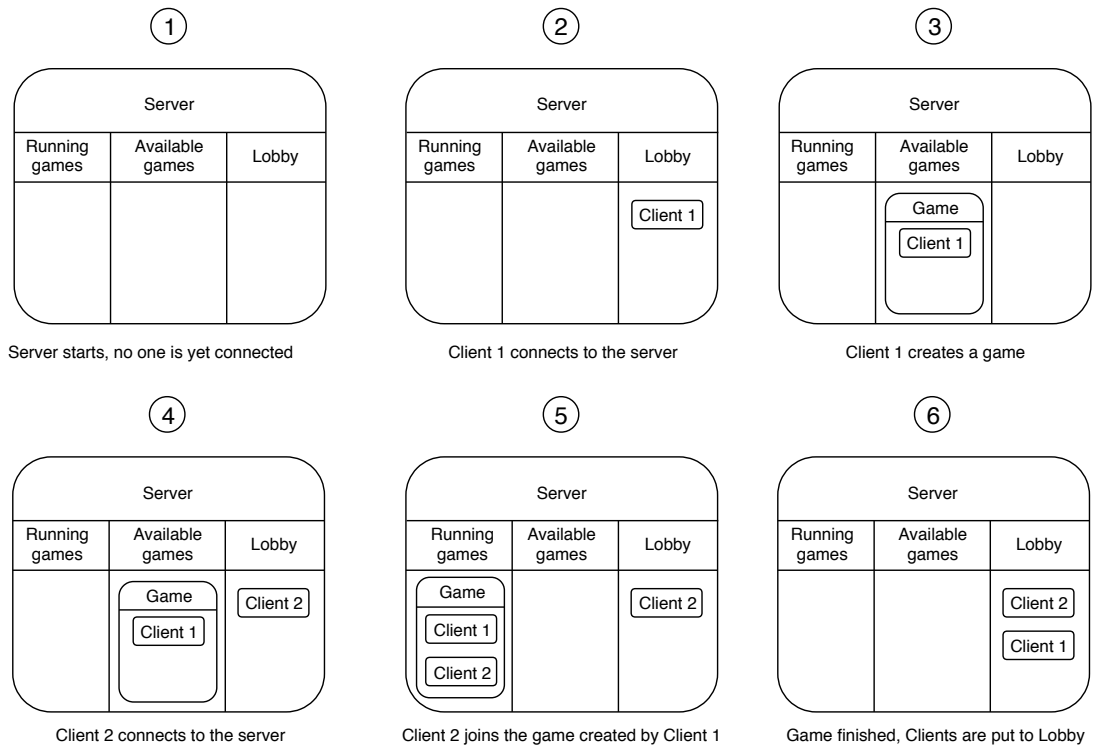 1
Server
Running games
Available games
Lobby
Server starts, no one is yet connected
2
Server
Running games
Available games
Lobby
Client 1
Client 1 connects to the server
3
Server
Running games
Available games
Lobby
Game
Client 1
Client 1 creates a game
4
Server
Running games
Available games
Lobby
Game
Client 1
Client 2
Client 2 connects to the server
5
Server
Running games
Available games
Lobby
Game
Client 1
Client 2
Client 2
Client 2 joins the game created by Client 1
6
Server
Running games
Available games
Lobby
Client 2
Client 1
Game finished, Clients are put to Lobby